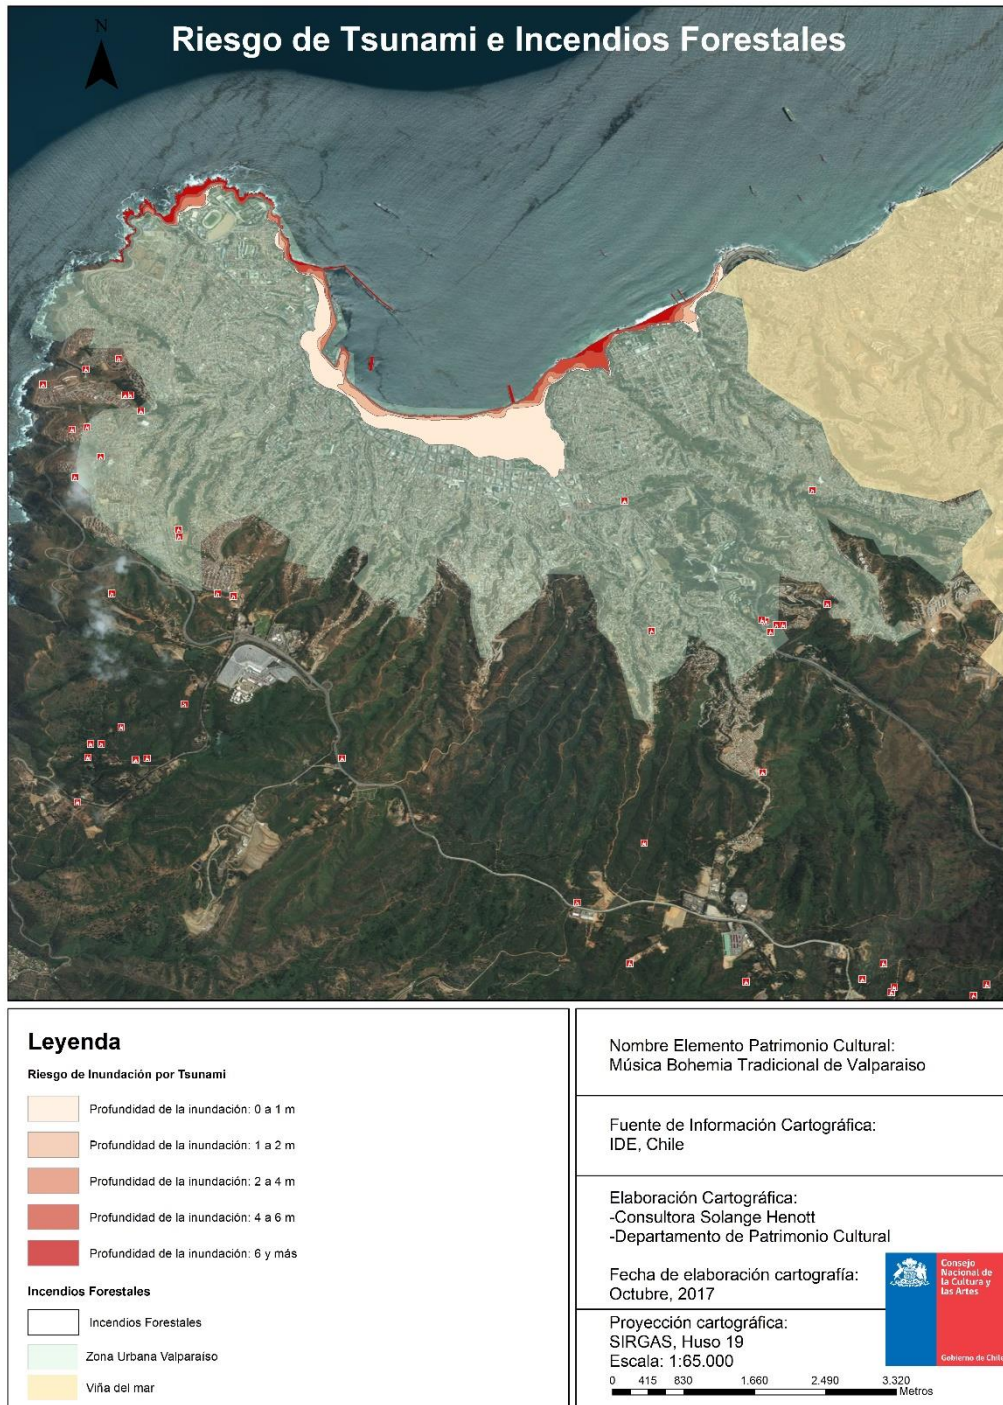 Riesgo de Tsunami e Incendios Forestales
N
Leyenda
Riesgo de Inundación por Tsunami
Profundidad de la inundación: 0 a 1 m
Profundidad de la inundación: 1 a 2 m
Profundidad de la inundación: 2 a 4 m
Profundidad de la inundación: 4 a 6 m
Profundidad de la inundación: 6 y más
Incendios Forestales
Incendios Forestales
Zona Urbana Valparaíso
Viña del mar
Nombre Elemento Patrimonio Cultural:
Música Bohemia Tradicional de Valparaiso
Fuente de Información Cartográfica:
IDE, Chile
Elaboración Cartográfica:
-Consultora Solange Henott
-Departamento de Patrimonio Cultural
Fecha de elaboración cartografía:
Octubre, 2017
Consejo
Nacional de
la Cultura y
las Artes
Gobierno de Chile
Proyección cartográfica:
SIRGAS, Huso 19
Escala: 1:65.000
0 415 830 1.660 2.490 3.320
Metros